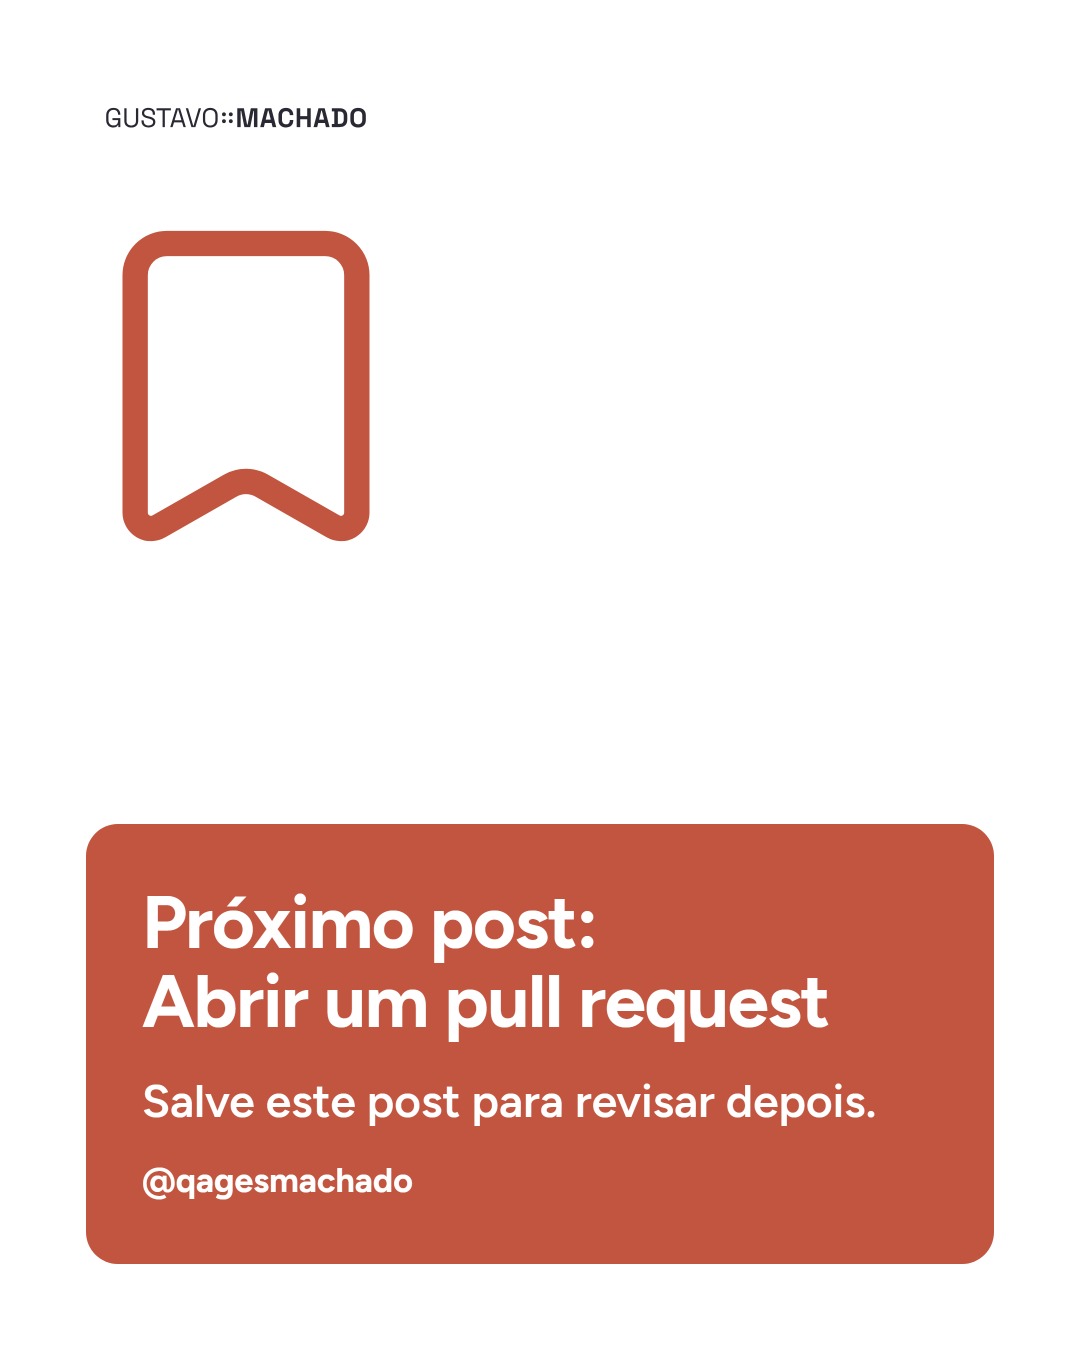 GUSTAVO::MACHADO
Próximo post:
Abrir um pull request
Salve este post para revisar depois.
@qagesmachado